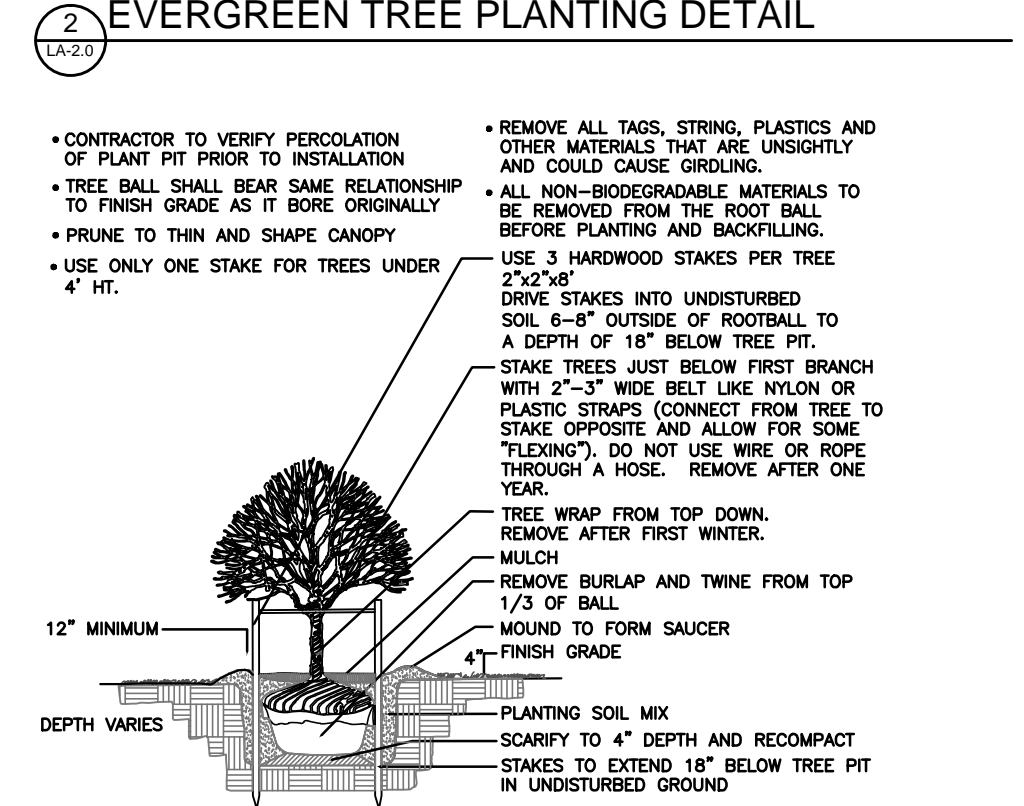 2
LA-2.0
EVERGREEN TREE PLANTING DETAIL
• CONTRACTOR TO VERIFY PERCOLATION
OF PLANT PIT PRIOR TO INSTALLATION
• TREE BALL SHALL BEAR SAME RELATIONSHIP
TO FINISH GRADE AS IT BORE ORIGINALLY
• PRUNE TO THIN AND SHAPE CANOPY
• USE ONLY ONE STAKE FOR TREES UNDER
4' HT.
• REMOVE ALL TAGS, STRING, PLASTICS AND
OTHER MATERIALS THAT ARE UNSIGHTLY
AND COULD CAUSE GIRDLING.
• ALL NON-BIODEGRADABLE MATERIALS TO
BE REMOVED FROM THE ROOT BALL
BEFORE PLANTING AND BACKFILLING.
USE 3 HARDWOOD STAKES PER TREE
2"x2"x8'
DRIVE STAKES INTO UNDISTURBED
SOIL 6-8" OUTSIDE OF ROOTBALL TO
A DEPTH OF 18" BELOW TREE PIT.
STAKE TREES JUST BELOW FIRST BRANCH
WITH 2"-3" WIDE BELT LIKE NYLON OR
PLASTIC STRAPS (CONNECT FROM TREE TO
STAKE OPPOSITE AND ALLOW FOR SOME
"FLEXING"). DO NOT USE WIRE OR ROPE
THROUGH A HOSE. REMOVE AFTER ONE
YEAR.
TREE WRAP FROM TOP DOWN.
REMOVE AFTER FIRST WINTER.
MULCH
REMOVE BURLAP AND TWINE FROM TOP
1/3 OF BALL
12" MINIMUM
MOUND TO FORM SAUCER
4"
FINISH GRADE
DEPTH VARIES
PLANTING SOIL MIX
SCARIFY TO 4" DEPTH AND RECOMPACT
STAKES TO EXTEND 18" BELOW TREE PIT
IN UNDISTURBED GROUND